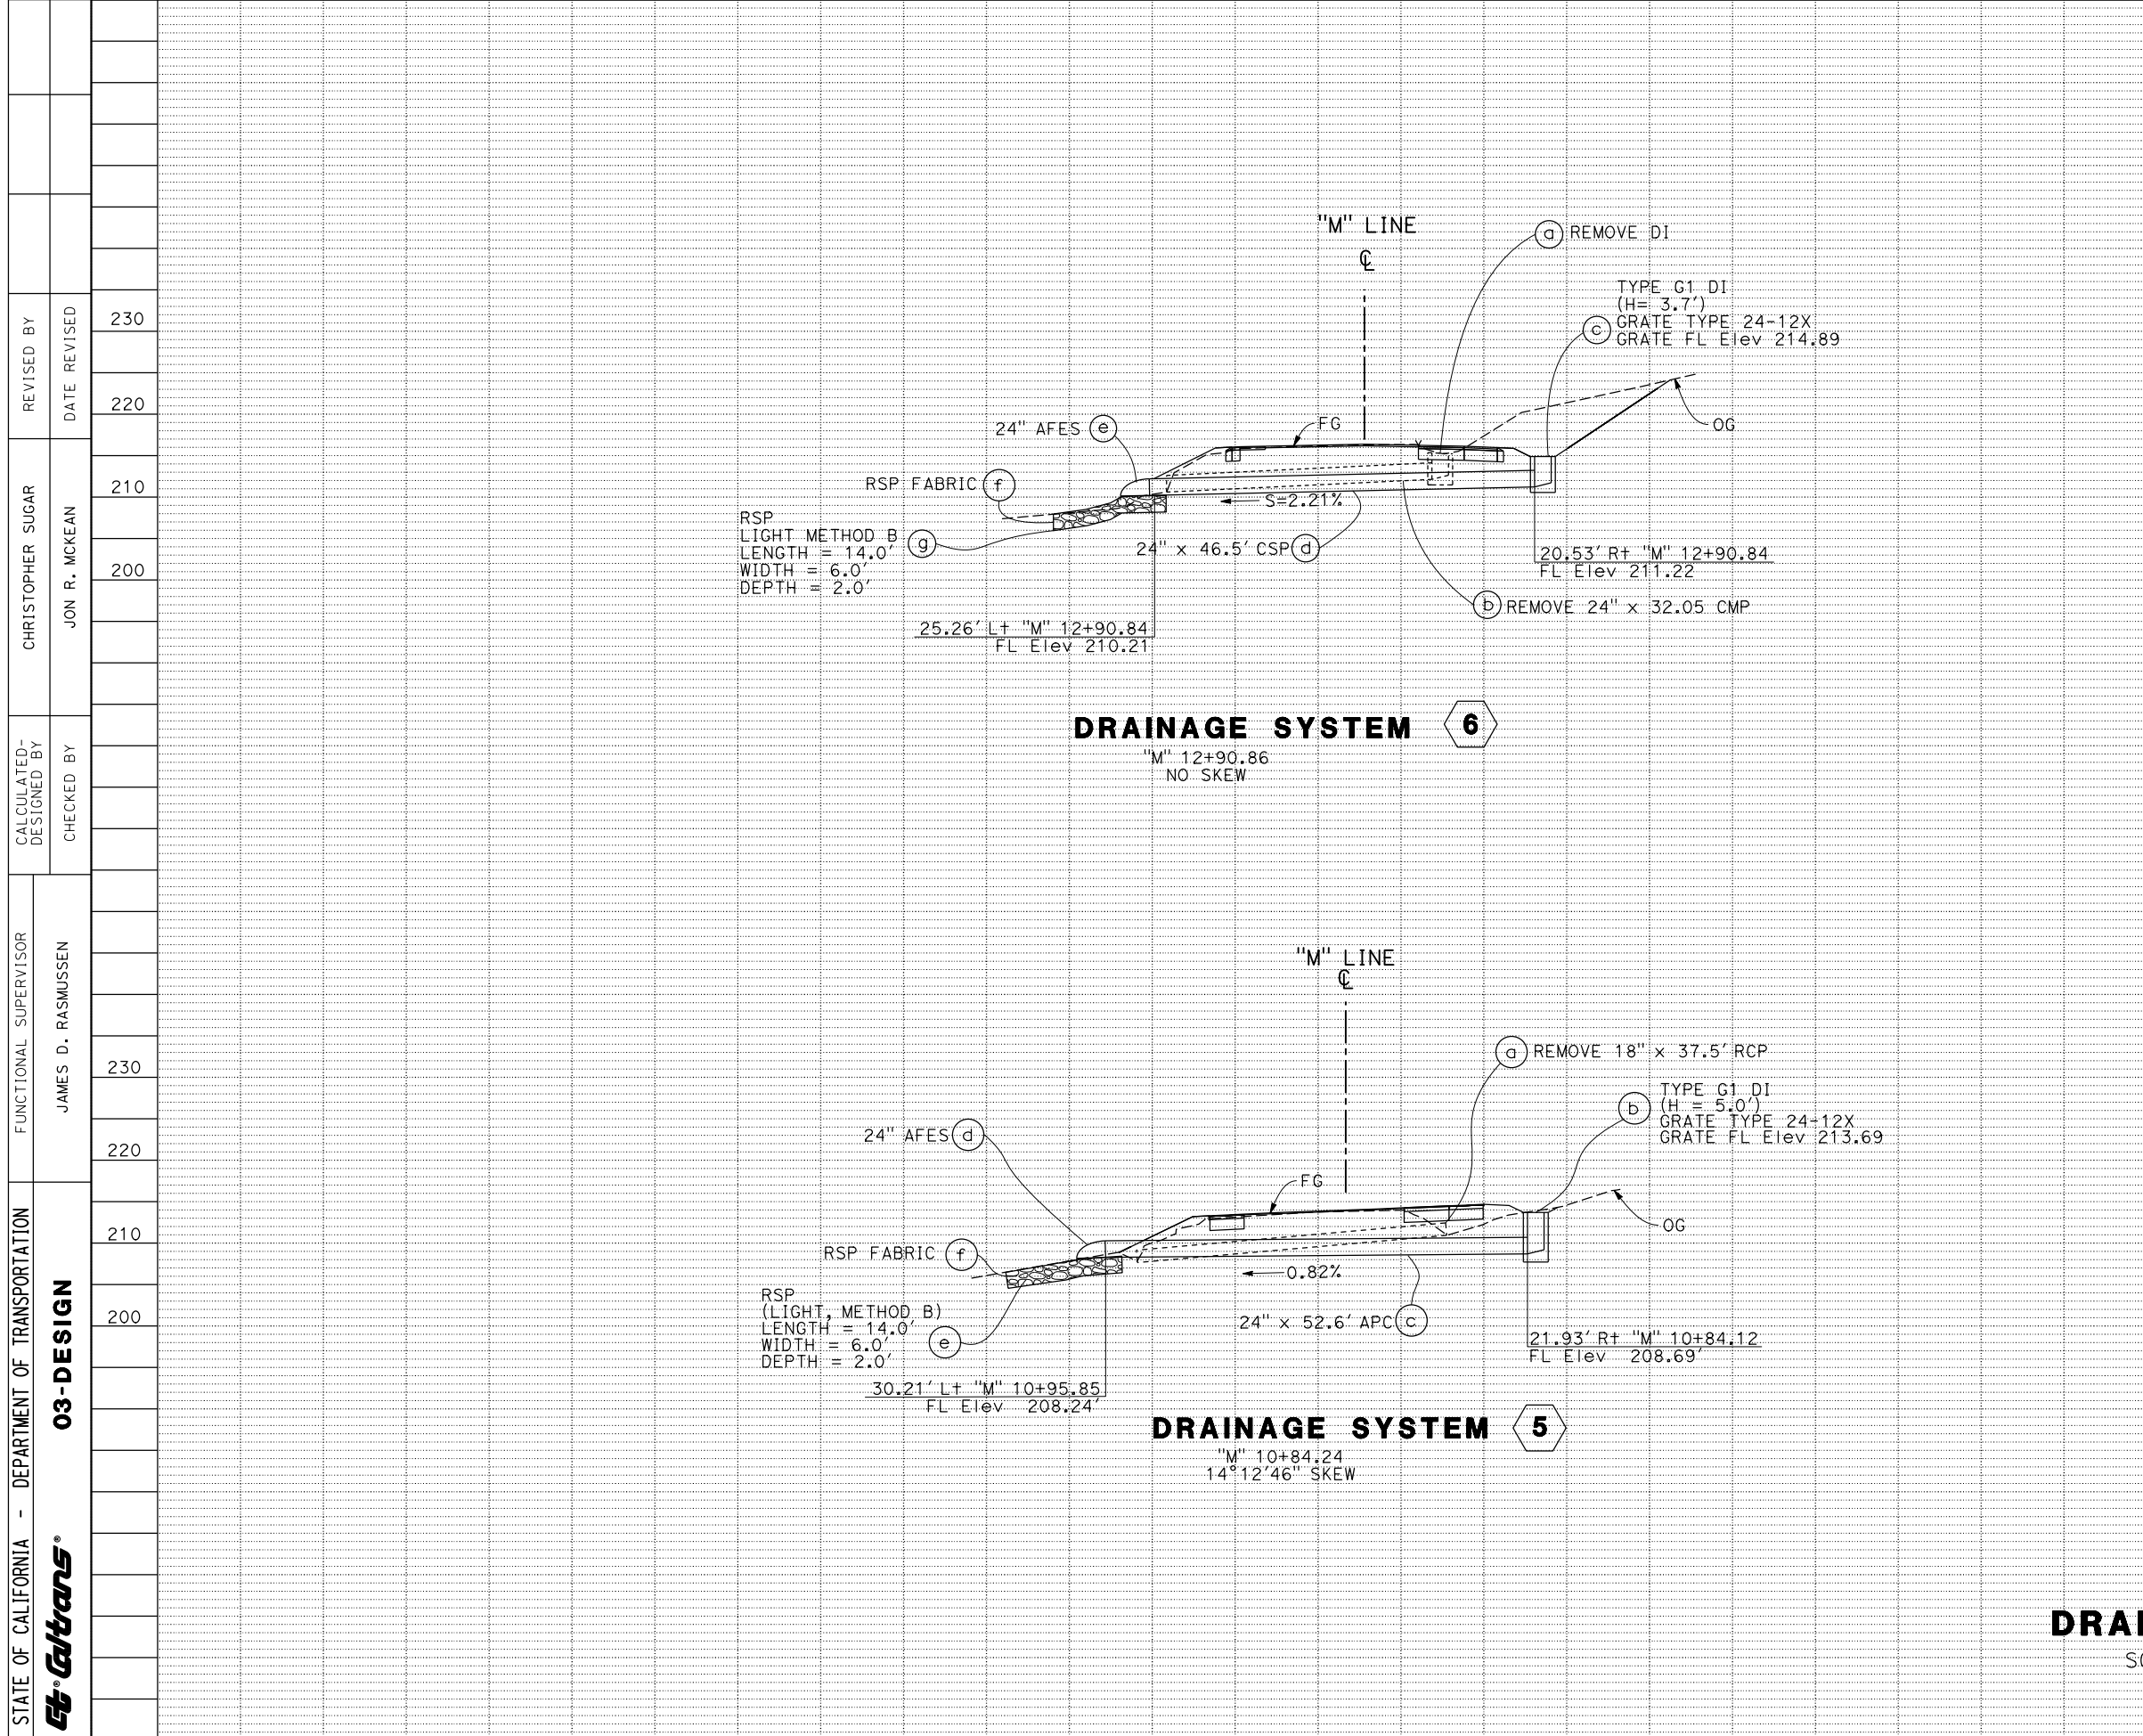 "M" LINE
CL
a REMOVE DI
TYPE G1 DI
(H= 3.7')
c GRATE TYPE 24-12X
GRATE FL Elev 214.89
230
220
210
200
24" AFES e
FG
OG
RSP FABRIC f
S=2.21%
RSP
LIGHT METHOD B
LENGTH = 14.0'
WIDTH = 6.0'
DEPTH = 2.0'
g
24" x 46.5' CSP d
20.53' Rt "M" 12+90.84
FL Elev 211.22
b REMOVE 24" x 32.05 CMP
25.26' Lt "M" 12+90.84
FL Elev 210.21
DRAINAGE SYSTEM 6
"M" 12+90.86
NO SKEW
"M" LINE
CL
a REMOVE 18" x 37.5' RCP
TYPE G1 DI
b (H = 5.0')
GRATE TYPE 24-12X
GRATE FL Elev 213.69
230
220
210
200
24" AFES d
FG
OG
RSP FABRIC f
0.82%
RSP
(LIGHT, METHOD B)
LENGTH = 14.0'
WIDTH = 6.0'
DEPTH = 2.0'
e
24" x 52.6' APC c
21.93' Rt "M" 10+84.12
FL Elev 208.69'
30.21' Lt "M" 10+95.85
FL Elev 208.24'
DRAINAGE SYSTEM 5
"M" 10+84.24
14°12'46" SKEW
STATE OF CALIFORNIA - DEPARTMENT OF TRANSPORTATION
Caltrans®
03-DESIGN
FUNCTIONAL SUPERVISOR
JAMES D. RASMUSSEN
CALCULATED-
DESIGNED BY
CHECKED BY
CHRISTOPHER SUGAR
JON R. MCKEAN
REVISED BY
DATE REVISED